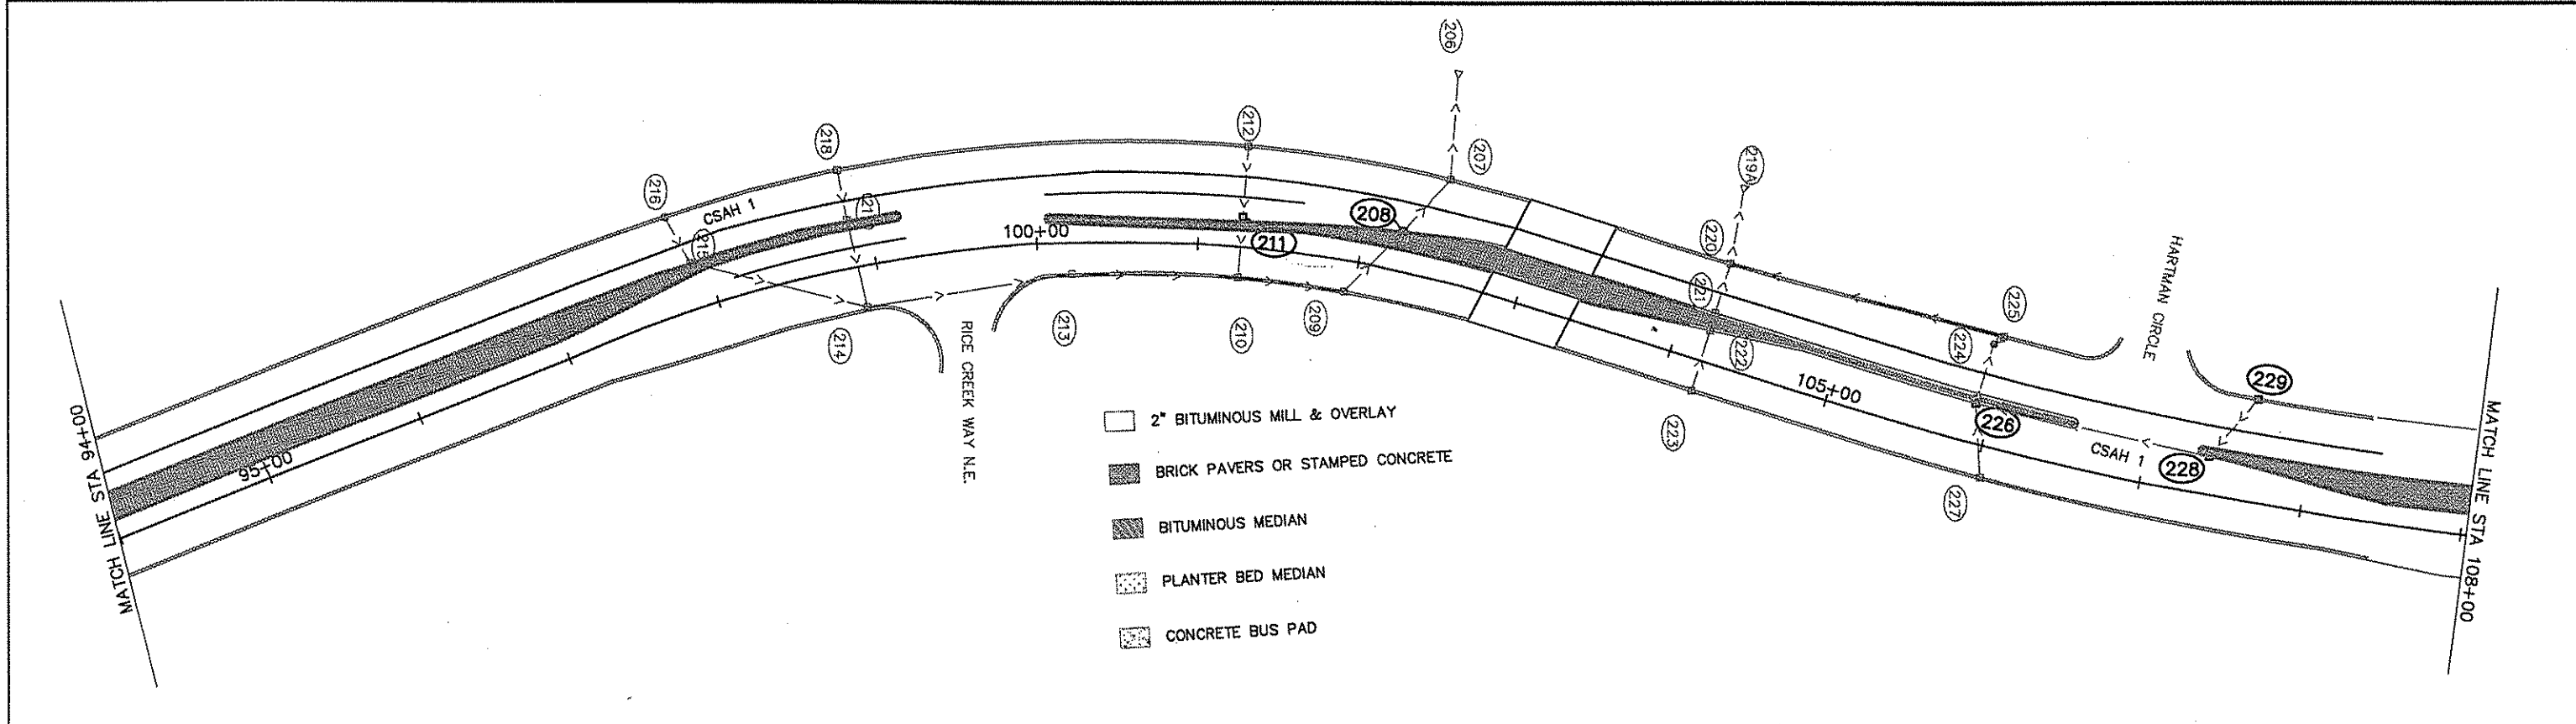 206
212
218
207
219A
216
CSAH 1
21
208
220
HARTMAN CIRCLE
215
100+00
211
221
225
224
229
214
RICE CREEK WAY N.E.
213
210
209
222
105+00
226
CSAH 1
228
223
227
95+00
MATCH LINE STA 94+00
MATCH LINE STA 108+00
2" BITUMINOUS MILL & OVERLAY
BRICK PAVERS OR STAMPED CONCRETE
BITUMINOUS MEDIAN
PLANTER BED MEDIAN
CONCRETE BUS PAD